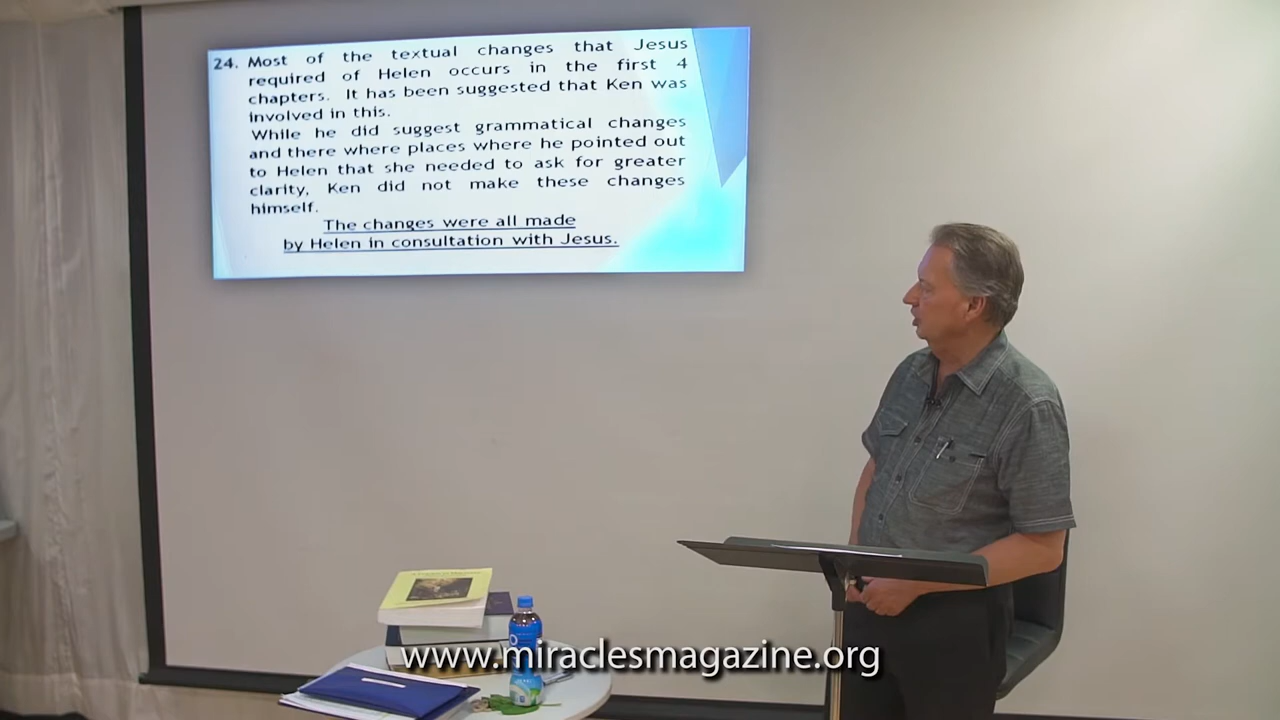 24. Most of the textual changes that Jesus
required of Helen occurs in the first 4
chapters. It has been suggested that Ken was
involved in this.
While he did suggest grammatical changes
and there where places where he pointed out
to Helen that she needed to ask for greater
clarity, Ken did not make these changes
himself.
The changes were all made
by Helen in consultation with Jesus.
www.miraclesmagazine.org